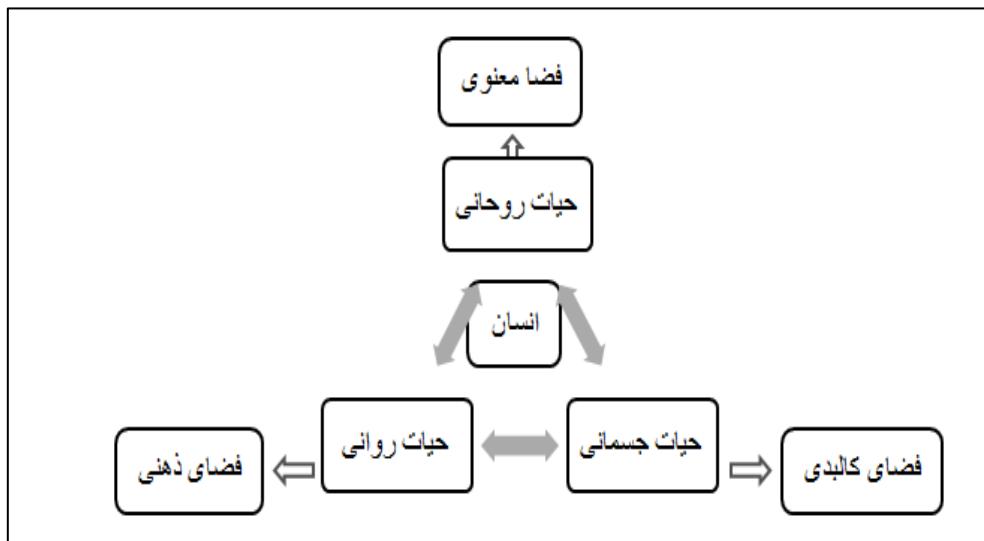 فضا معنوی
حیات روحانی
انسان
حیات جسمانی
حیات روانی
فضای کالبدی
فضای ذهنی